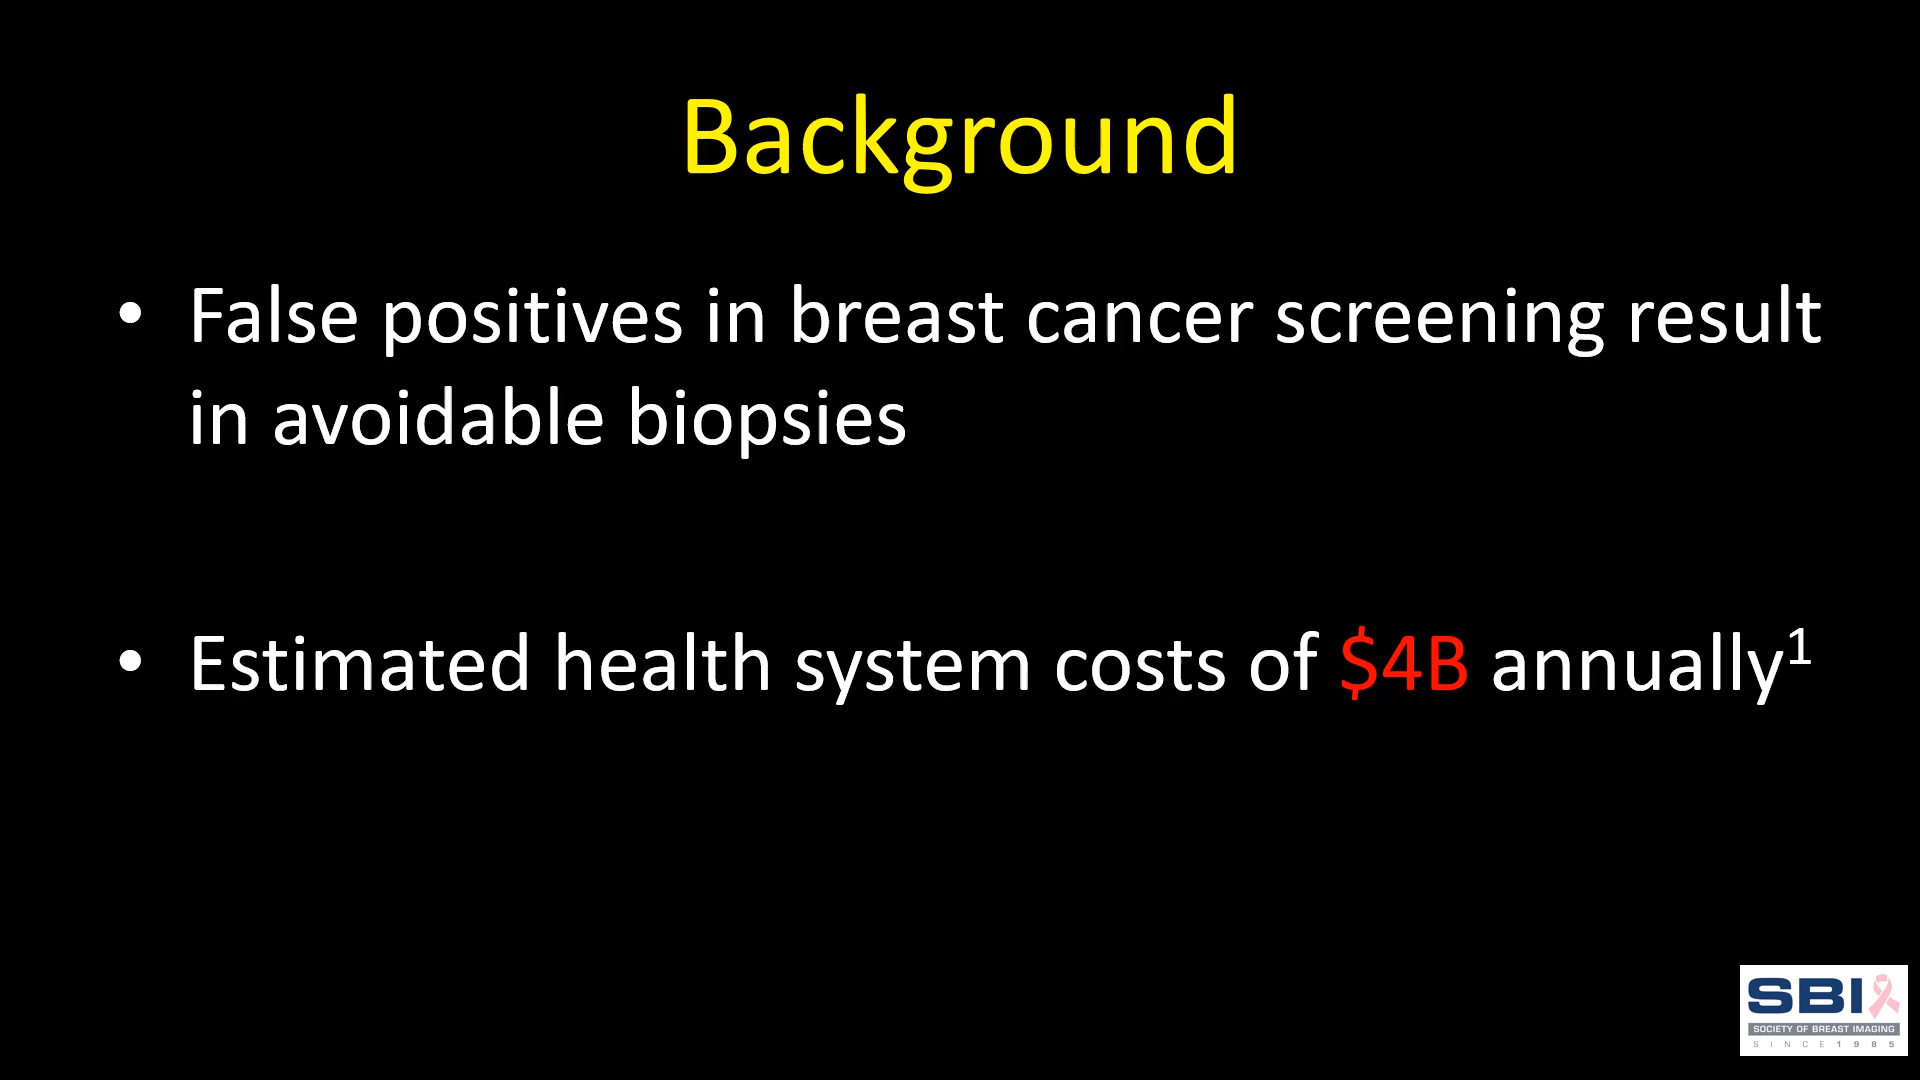 Background
• False positives in breast cancer screening result
in avoidable biopsies
• Estimated health system costs of $4B annually¹
SBI
SOCIETY OF BREAST IMAGING
SINCE 1985